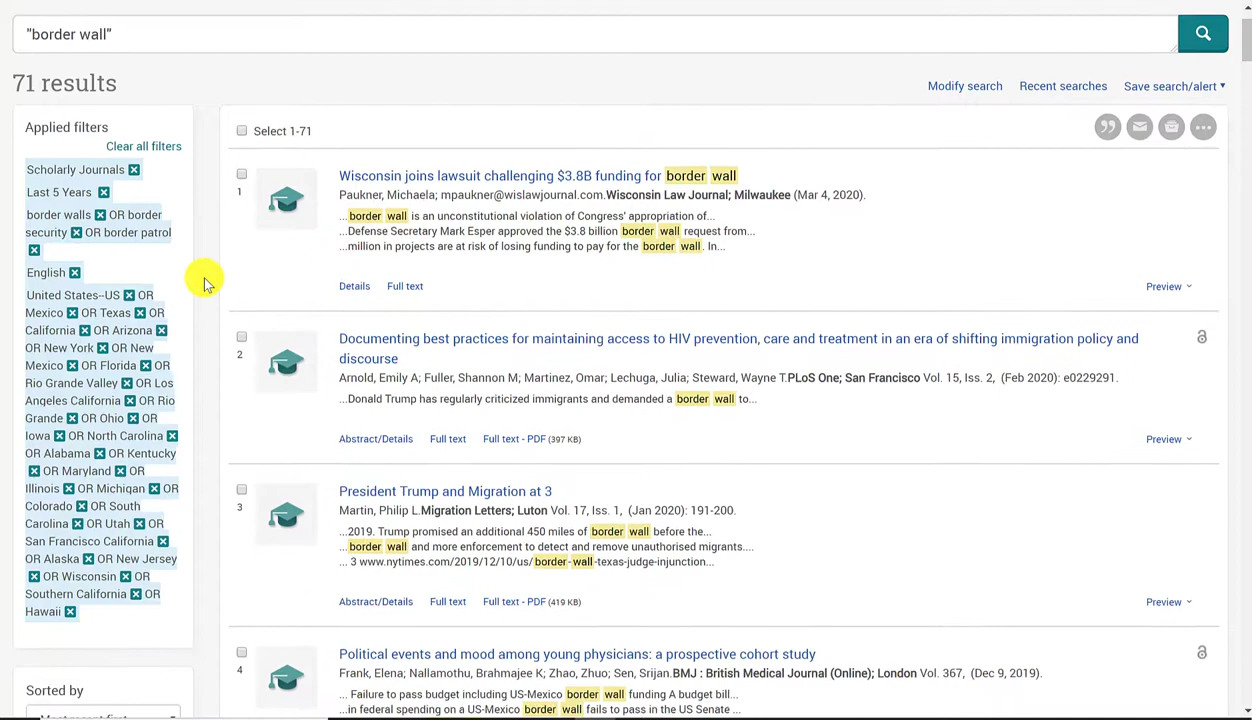 "border wall"
71 results
Modify search
Recent searches
Save search/alert
Applied filters
Clear all filters
Scholarly Journals
Last 5 Years
border walls OR border
security OR border patrol
English
United States--US OR
Mexico OR Texas OR
California OR Arizona
OR New York OR New
Mexico OR Florida OR
Rio Grande Valley OR Los
Angeles California OR Rio
Grande OR Ohio OR
Iowa OR North Carolina
OR Alabama OR Kentucky
OR Maryland OR
Illinois OR Michigan OR
Colorado OR South
Carolina OR Utah OR
San Francisco California
OR Alaska OR New Jersey
OR Wisconsin OR
Southern California OR
Hawaii
Sorted by
Most recent first
Select 1-71
1
Wisconsin joins lawsuit challenging $3.8B funding for border wall
Paukner, Michaela; mpaukner@wislawjournal.com.Wisconsin Law Journal; Milwaukee (Mar 4, 2020).
...border wall is an unconstitutional violation of Congress' appropriation of...
...Defense Secretary Mark Esper approved the $3.8 billion border wall request from...
...million in projects are at risk of losing funding to pay for the border wall. In...
Details Full text Preview
2
Documenting best practices for maintaining access to HIV prevention, care and treatment in an era of shifting immigration policy and
discourse
Arnold, Emily A; Fuller, Shannon M; Martinez, Omar; Lechuga, Julia; Steward, Wayne T.PLoS One; San Francisco Vol. 15, Iss. 2, (Feb 2020): e0229291.
...Donald Trump has regularly criticized immigrants and demanded a border wall to...
Abstract/Details Full text Full text - PDF (397 KB) Preview
3
President Trump and Migration at 3
Martin, Philip L.Migration Letters; Luton Vol. 17, Iss. 1, (Jan 2020): 191-200.
...2019. Trump promised an additional 450 miles of border wall before the...
...border wall and more enforcement to detect and remove unauthorised migrants....
... 3 www.nytimes.com/2019/12/10/us/border-wall-texas-judge-injunction...
Abstract/Details Full text Full text - PDF (419 KB) Preview
4
Political events and mood among young physicians: a prospective cohort study
Frank, Elena; Nallamothu, Brahmajee K; Zhao, Zhuo; Sen, Srijan.BMJ : British Medical Journal (Online); London Vol. 367, (Dec 9, 2019).
... Failure to pass budget including US-Mexico border wall funding A budget bill...
...in federal spending on a US-Mexico border wall fails to pass in the US Senate ...